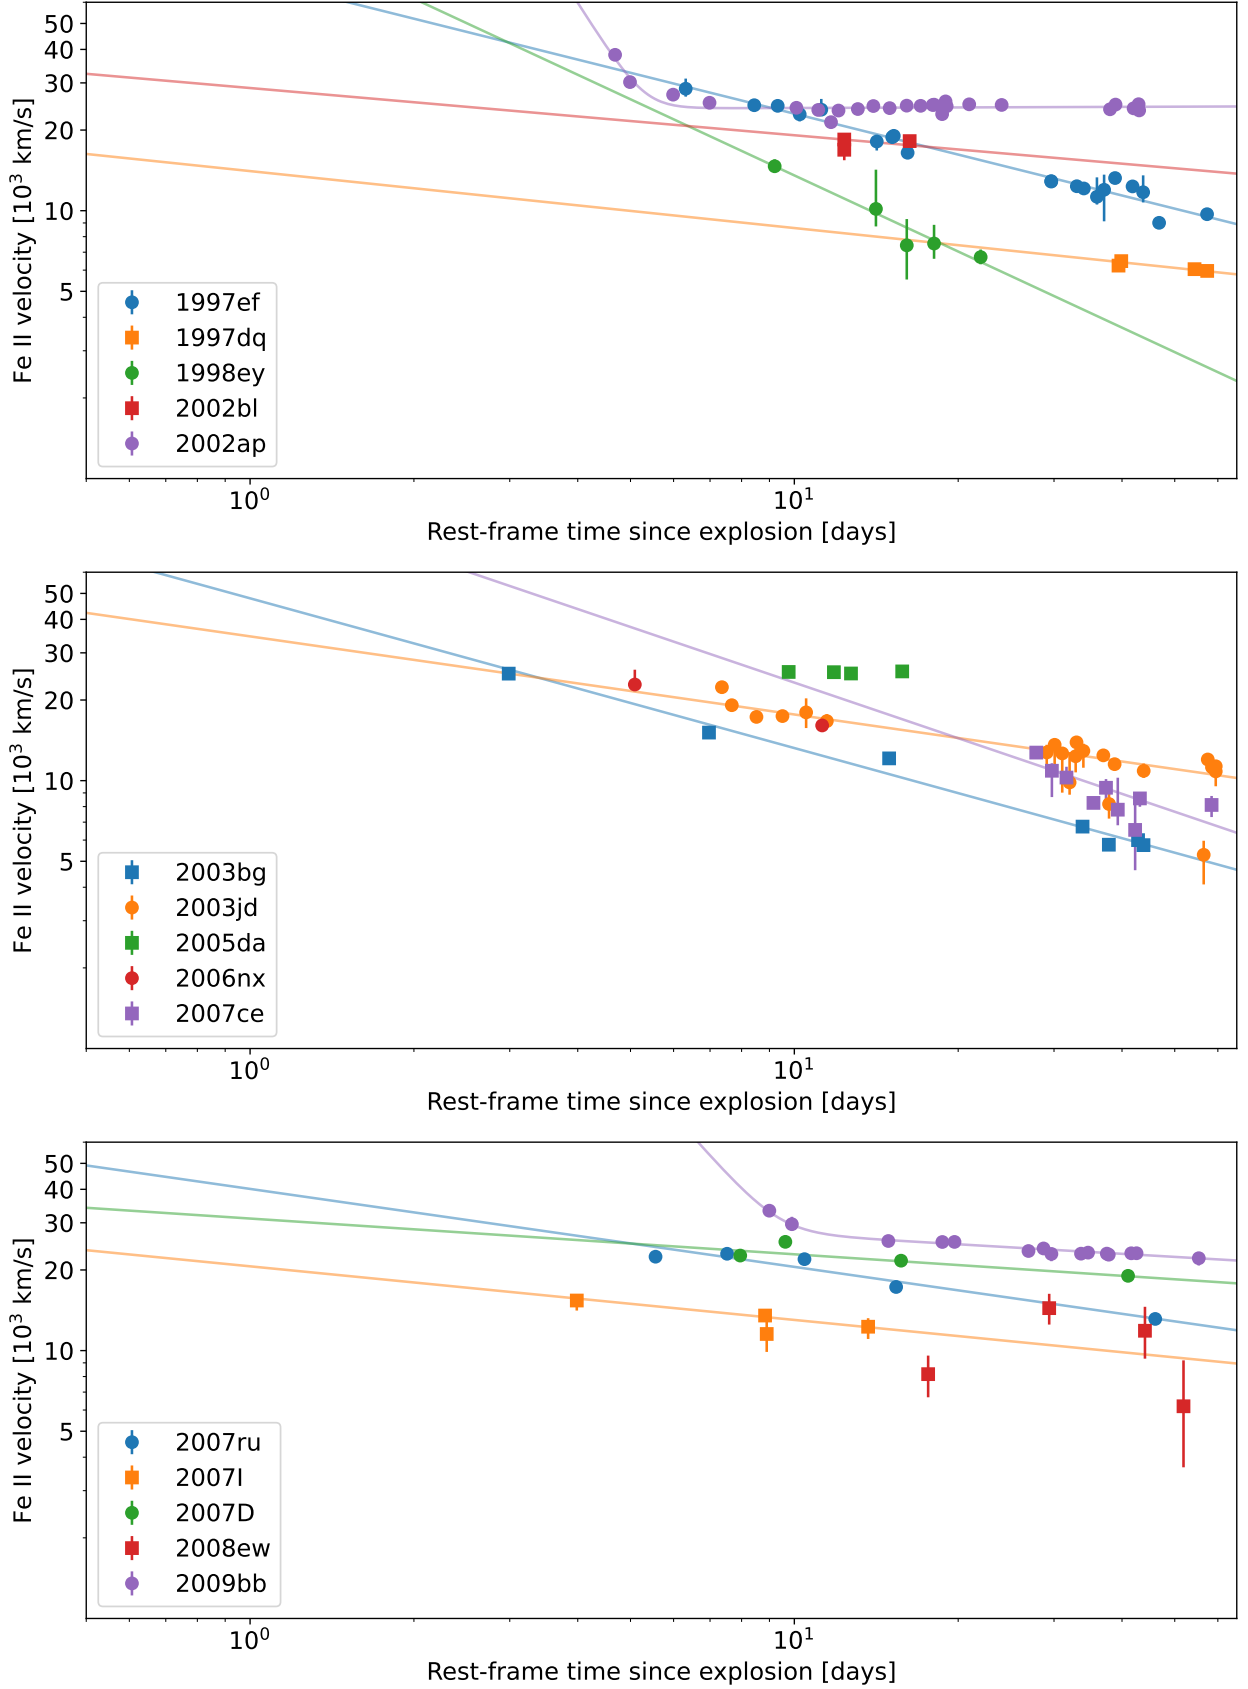 50
40
30
20
10
5
Fe II velocity [10³ km/s]
1997ef
1997dq
1998ey
2002bl
2002ap
10⁰
10¹
Rest-frame time since explosion [days]
50
40
30
20
10
5
Fe II velocity [10³ km/s]
2003bg
2003jd
2005da
2006nx
2007ce
10⁰
10¹
Rest-frame time since explosion [days]
50
40
30
20
10
5
Fe II velocity [10³ km/s]
2007ru
2007I
2007D
2008ew
2009bb
10⁰
10¹
Rest-frame time since explosion [days]